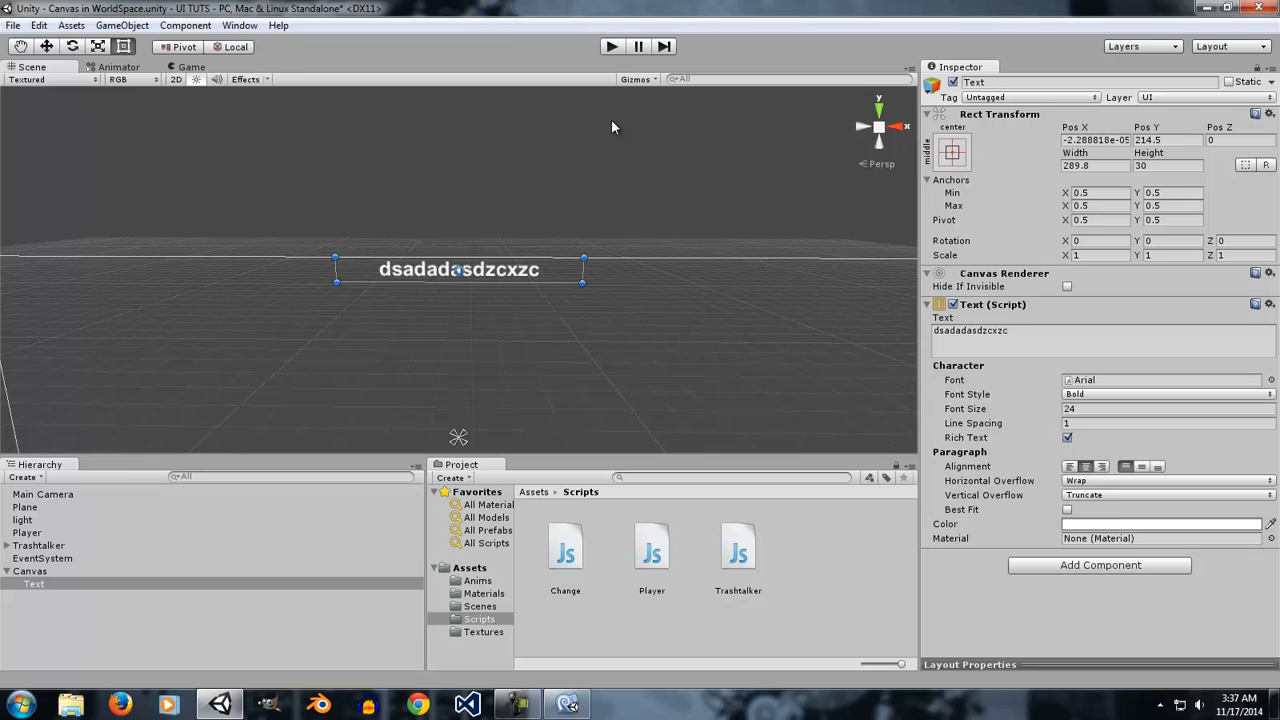 Unity - Canvas in WorldSpace.unity - UI TUTS - PC, Mac & Linux Standalone* <DX11>
File Edit Assets GameObject Component Window Help
Pivot Local Layers Layout
Scene Animator Game
Textured RGB 2D Effects Gizmos All
y
x
Persp
dsadadasdzcxzc
Inspector
Text Static
Tag Untagged Layer UI
Rect Transform
center Pos X Pos Y Pos Z
middle -2.288818e-05 214.5 0
Width Height
289.8 30 R
Anchors
Min X 0.5 Y 0.5
Max X 0.5 Y 0.5
Pivot X 0.5 Y 0.5
Rotation X 0 Y 0 Z 0
Scale X 1 Y 1 Z 1
Canvas Renderer
Hide If Invisible
Text (Script)
Text
dsadadasdzcxzc
Character
Font Arial
Font Style Bold
Font Size 24
Line Spacing 1
Rich Text
Paragraph
Alignment
Horizontal Overflow Wrap
Vertical Overflow Truncate
Best Fit
Color
Material None (Material)
Add Component
Layout Properties
Hierarchy
Create All
Main Camera
Plane
light
Player
Trashtalker
EventSystem
Canvas
Text
Project
Create
Favorites
All Material
All Models
All Prefabs
All Scripts
Assets
Anims
Materials
Scenes
Scripts
Textures
Assets Scripts
Js Js Js
Change Player Trashtalker
3:37 AM
11/17/2014